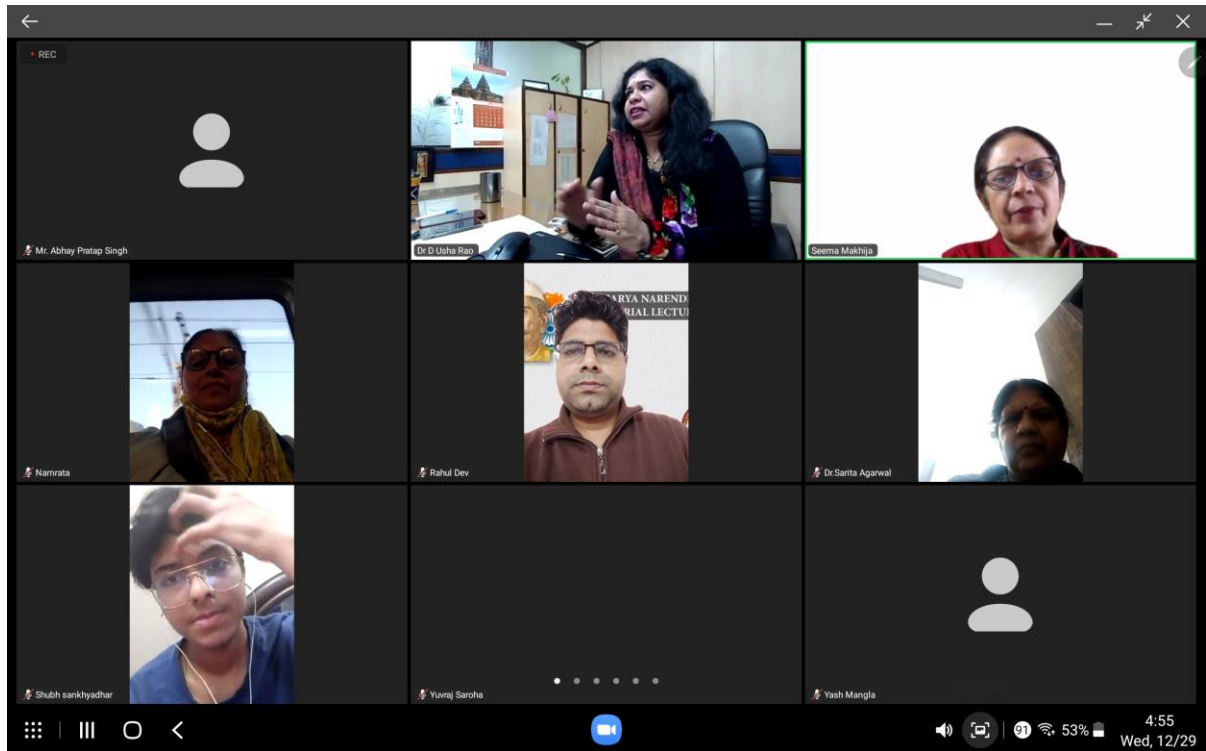 REC
Mr. Abhay Pratap Singh
Dr D Usha Rao
Seema Makhija
ARYA NAREND
RIAL LECTU
Namrata
Rahul Dev
Dr.Sarita Agarwal
Shubh sankhyadhar
Yuvraj Saroha
Yash Mangla
91 53% 4:55
Wed, 12/29